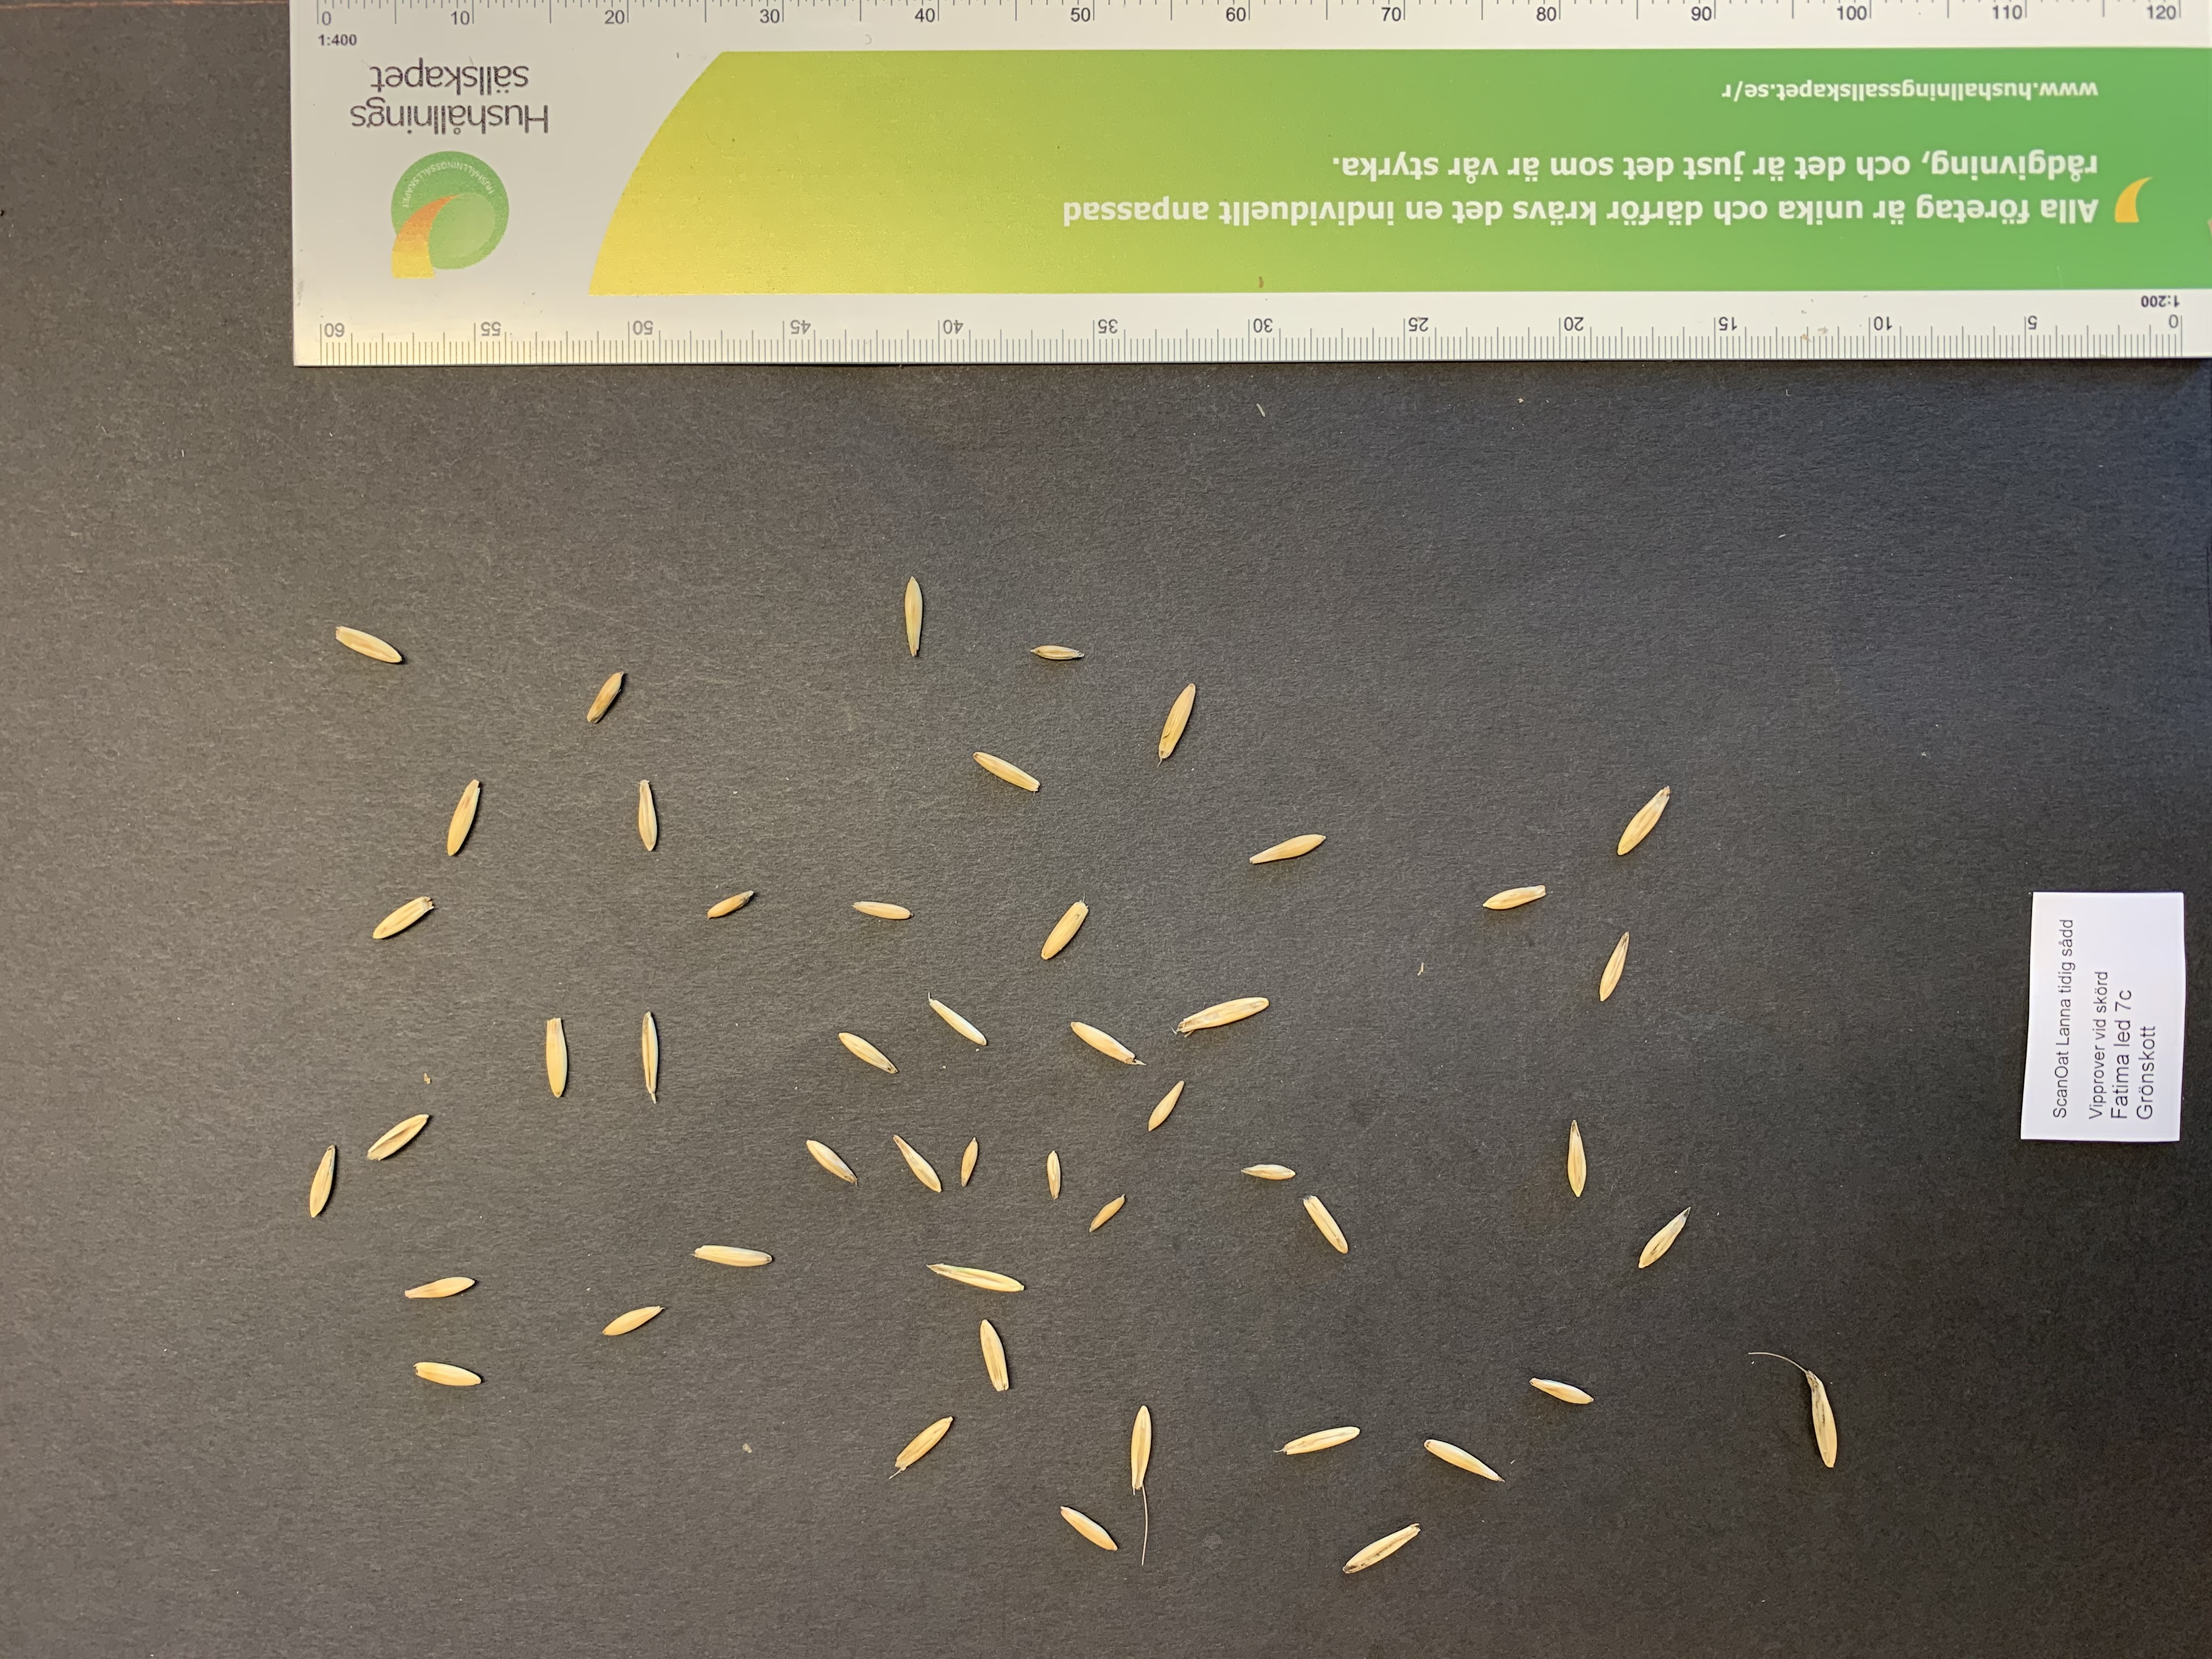 ScanOat Lanna tidig sådd
Vipprover vid skörd
Fatima led 7c
Grönskott
Hushållnings
sällskapet
HUSHÅLLNINGSSÄLLSKAPET
Alla företag är unika och därför krävs det en individuellt anpassad
rådgivning, och det är just det som är vår styrka.
www.hushallningssallskapet.se/r
1:200
0 5 10 15 20 25 30 35 40 45 50 55 60
1:400
0 10 20 30 40 50 60 70 80 90 100 110 120